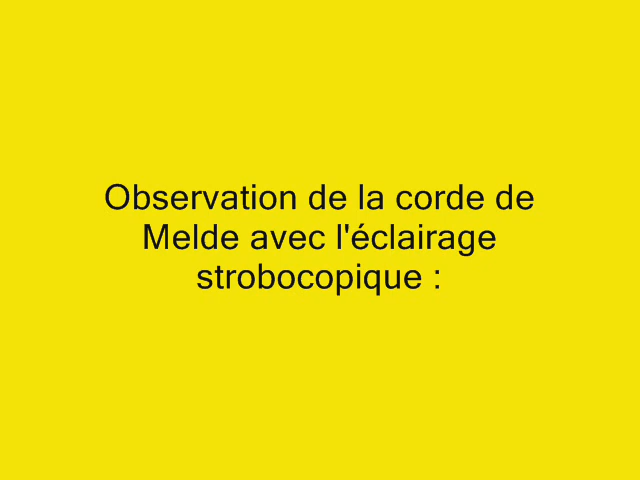 Observation de la corde de
Melde avec l'éclairage
strobocopique :